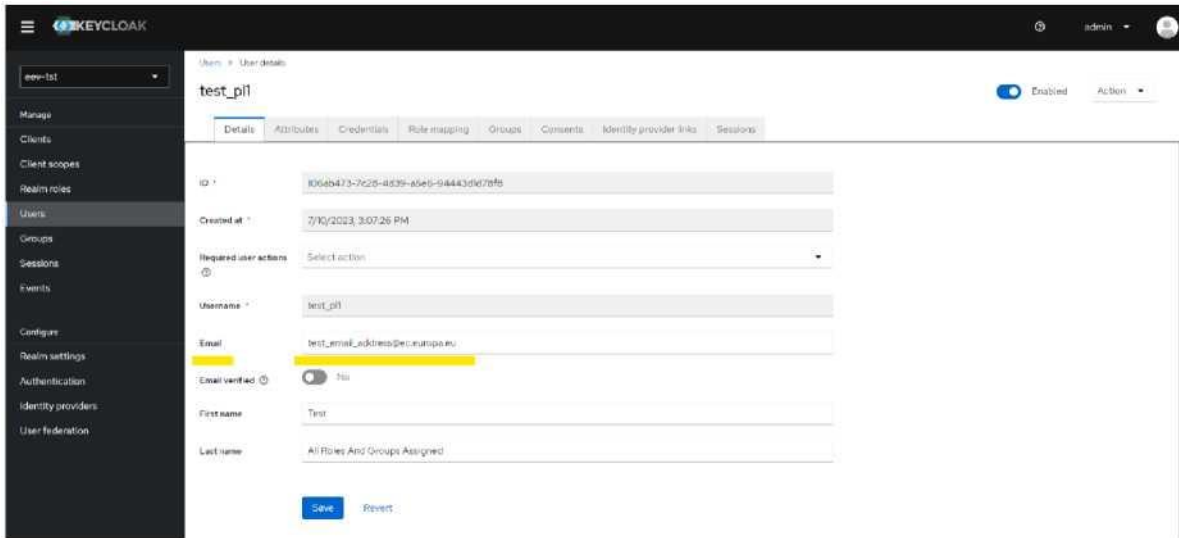 KEYCLOAK
admin
eev-tst
Manage
Clients
Client scopes
Realm roles
Users
Groups
Sessions
Events
Configure
Realm settings
Authentication
Identity providers
User federation
Users > User details
test_pl1
Enabled
Action
Details Attributes Credentials Role mapping Groups Consents Identity provider links Sessions
ID *
Created at * 7/10/2023, 3:07:26 PM
Required user actions Select action
Username * test_pl1
Email test_email_address@ec.europa.eu
Email verified No
First name Test
Last name All Roles And Groups Assigned
Save Revert